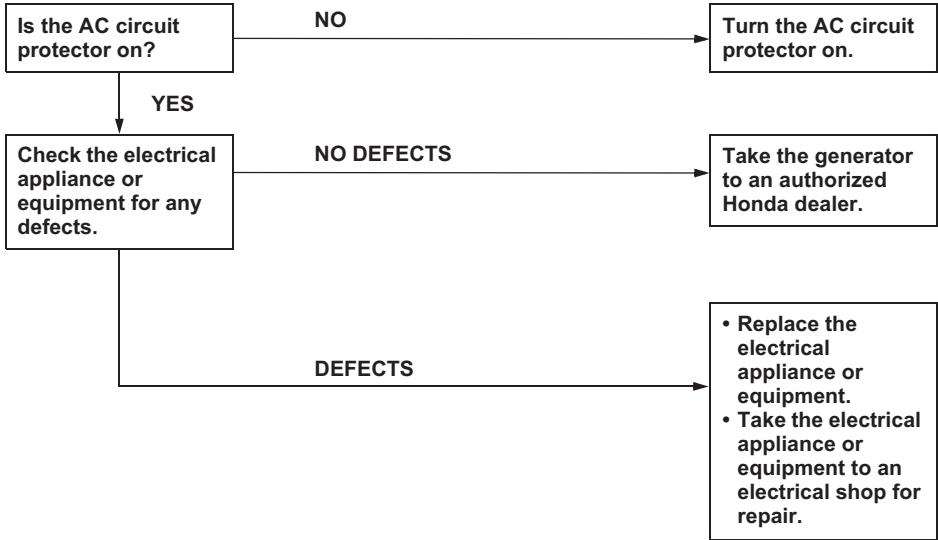 Is the AC circuit
protector on?
NO
Turn the AC circuit
protector on.
YES
Check the electrical
appliance or
equipment for any
defects.
NO DEFECTS
Take the generator
to an authorized
Honda dealer.
DEFECTS
• Replace the
electrical
appliance or
equipment.
• Take the electrical
appliance or
equipment to an
electrical shop for
repair.